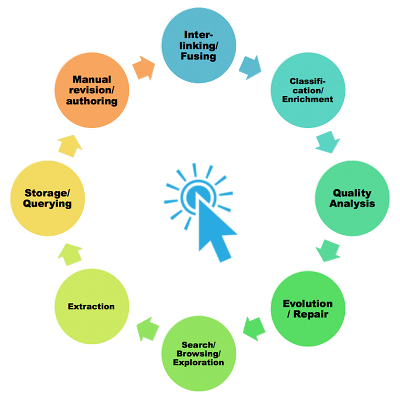 Inter-
linking/
Fusing
Classifi-
cation/
Enrichment
Quality
Analysis
Evolution
/ Repair
Search/
Browsing/
Exploration
Extraction
Storage/
Querying
Manual
revision/
authoring